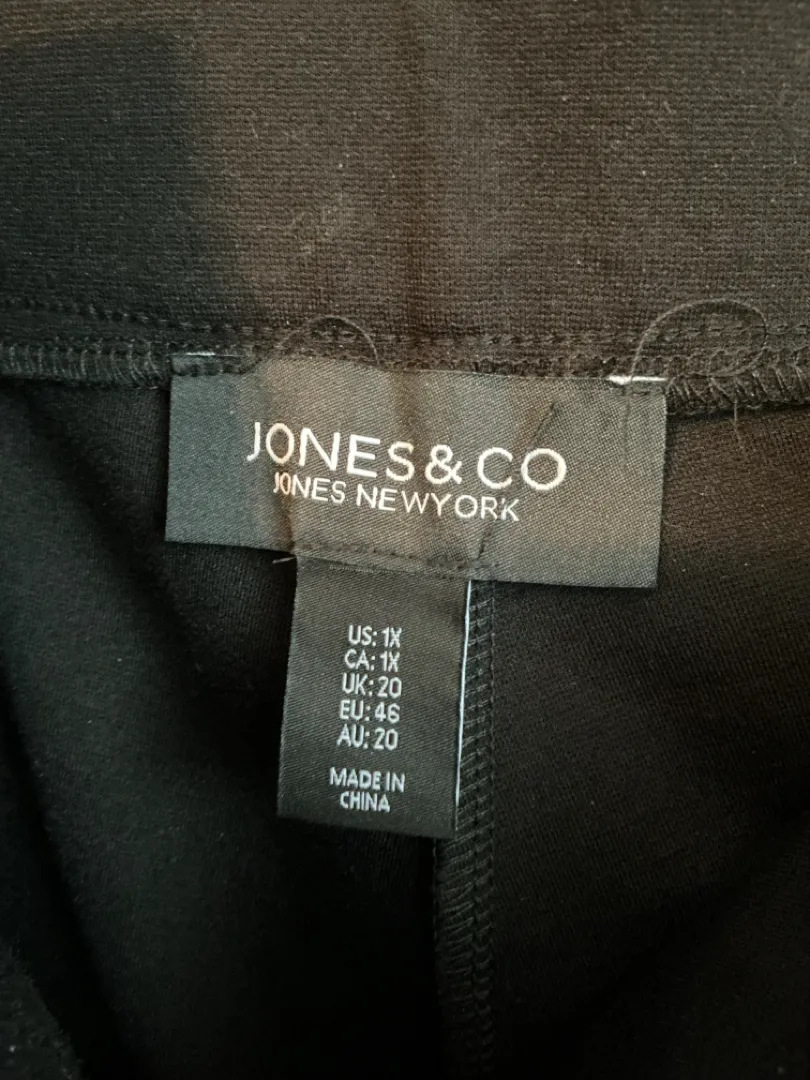 JONES & CO
JONES NEWYORK
US: 1X
CA: 1X
UK: 20
EU: 46
AU: 20
MADE IN
CHINA